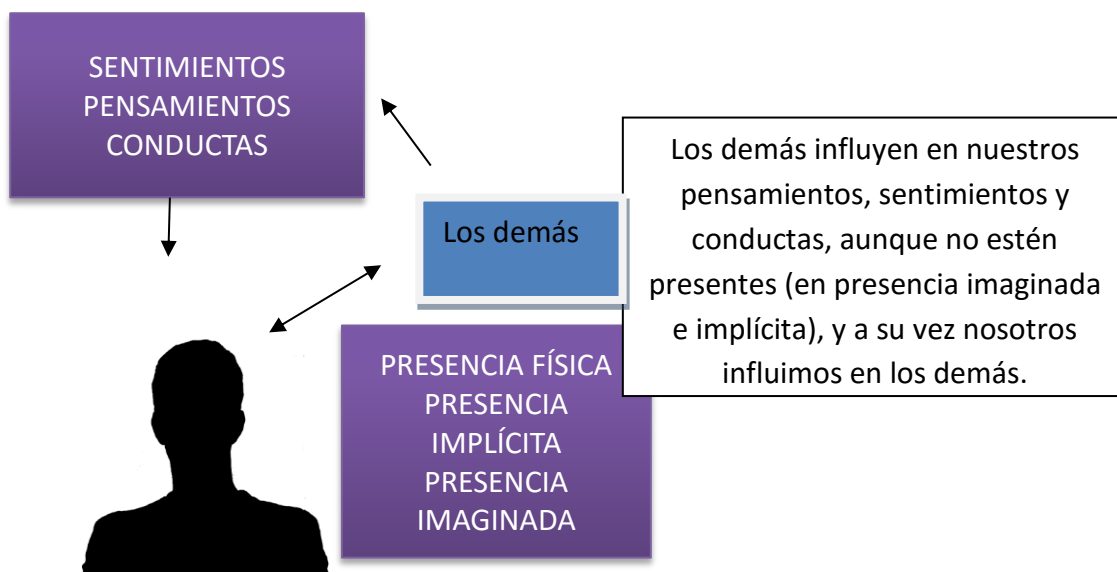 SENTIMIENTOS
PENSAMIENTOS
CONDUCTAS
Los demás
Los demás influyen en nuestros
pensamientos, sentimientos y
conductas, aunque no estén
presentes (en presencia imaginada
e implícita), y a su vez nosotros
influimos en los demás.
PRESENCIA FÍSICA
PRESENCIA
IMPLÍCITA
PRESENCIA
IMAGINADA